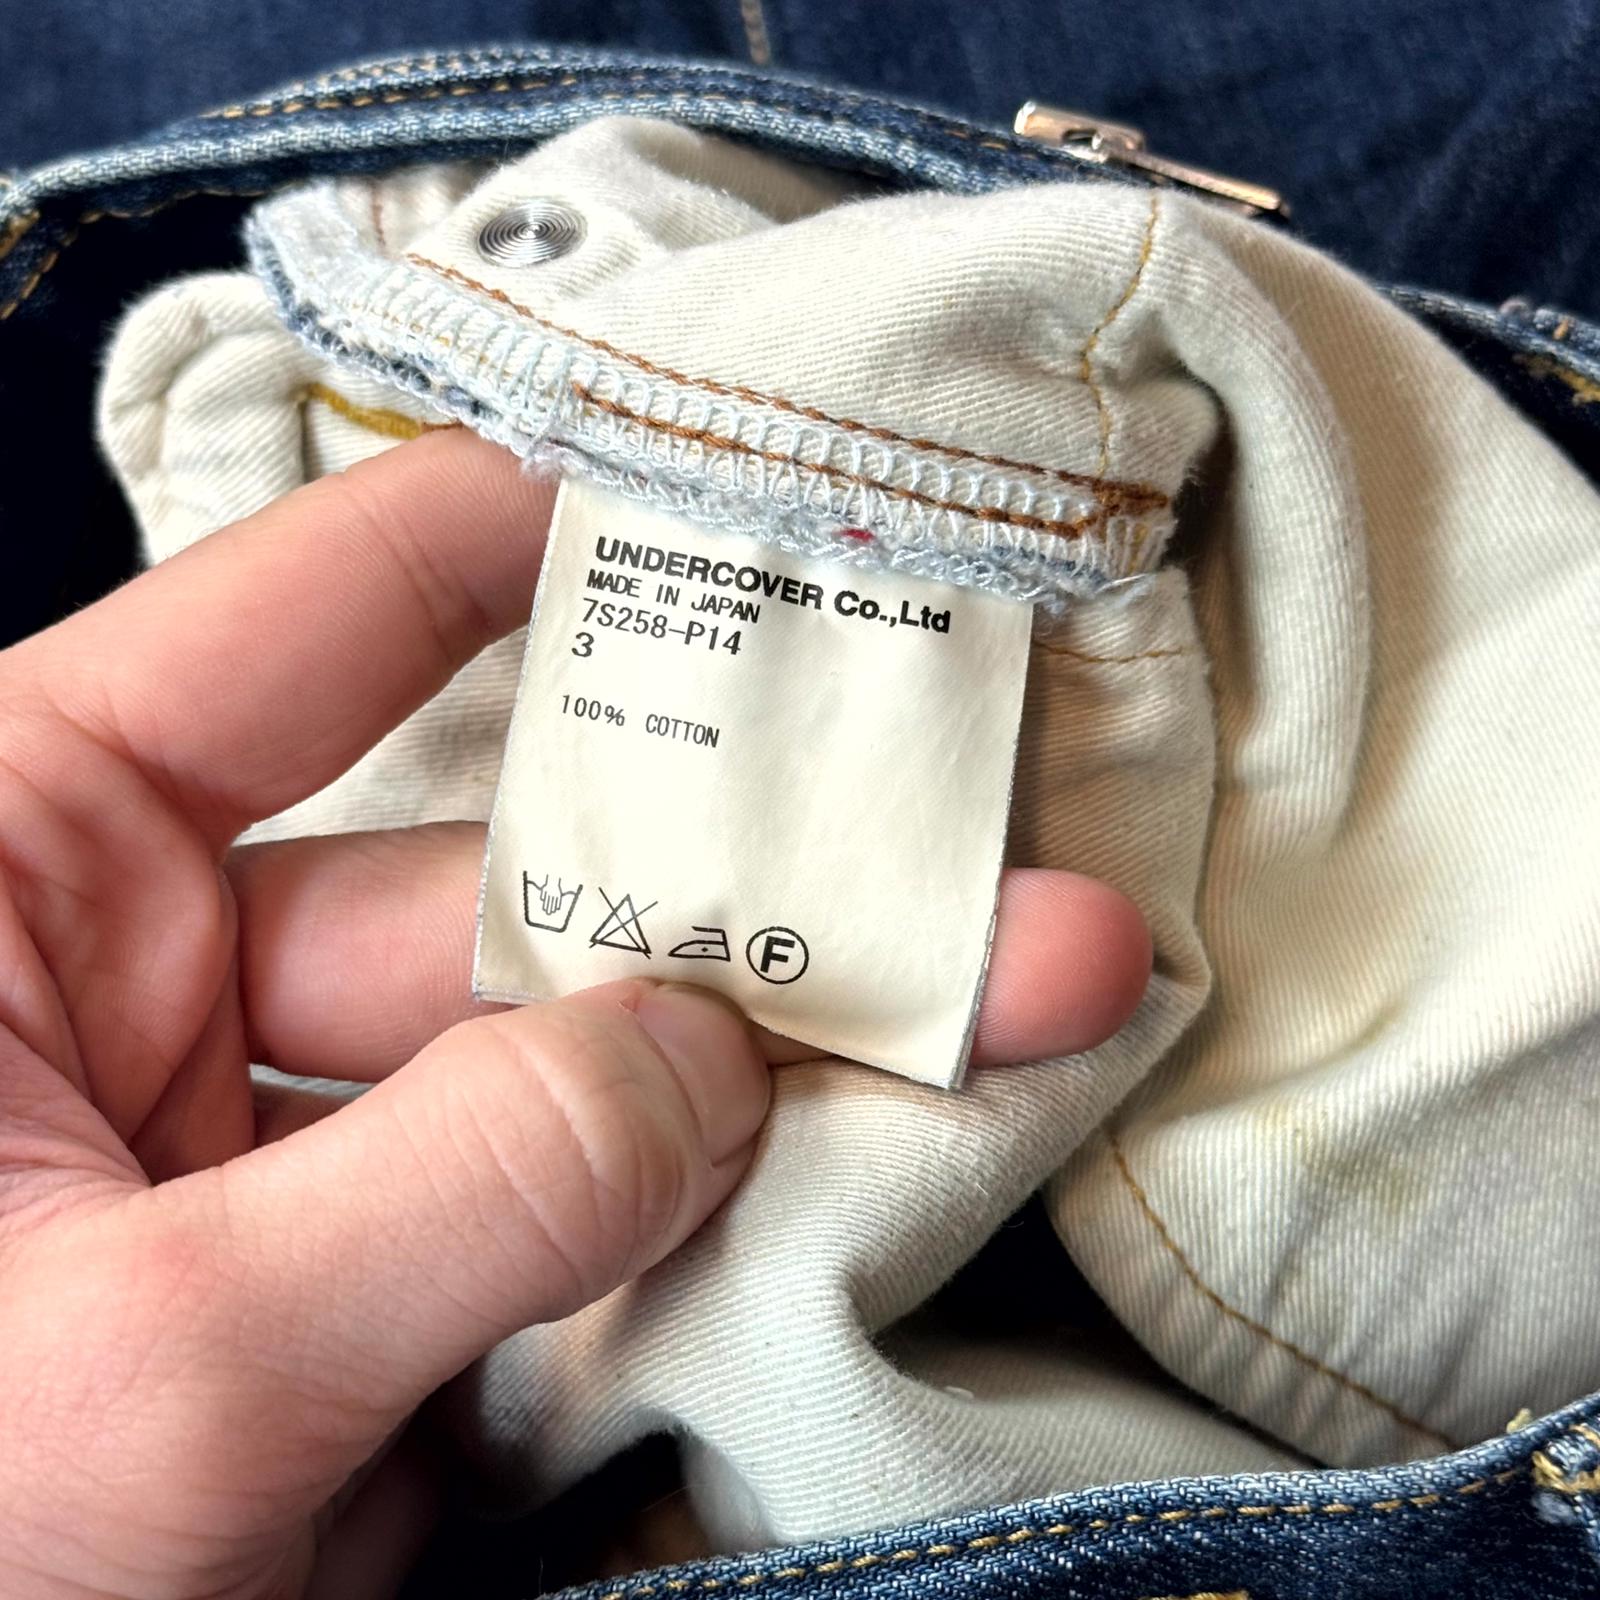 UNDERCOVER Co.,Ltd
MADE IN JAPAN
7S258-P14
3
100% COTTON
F